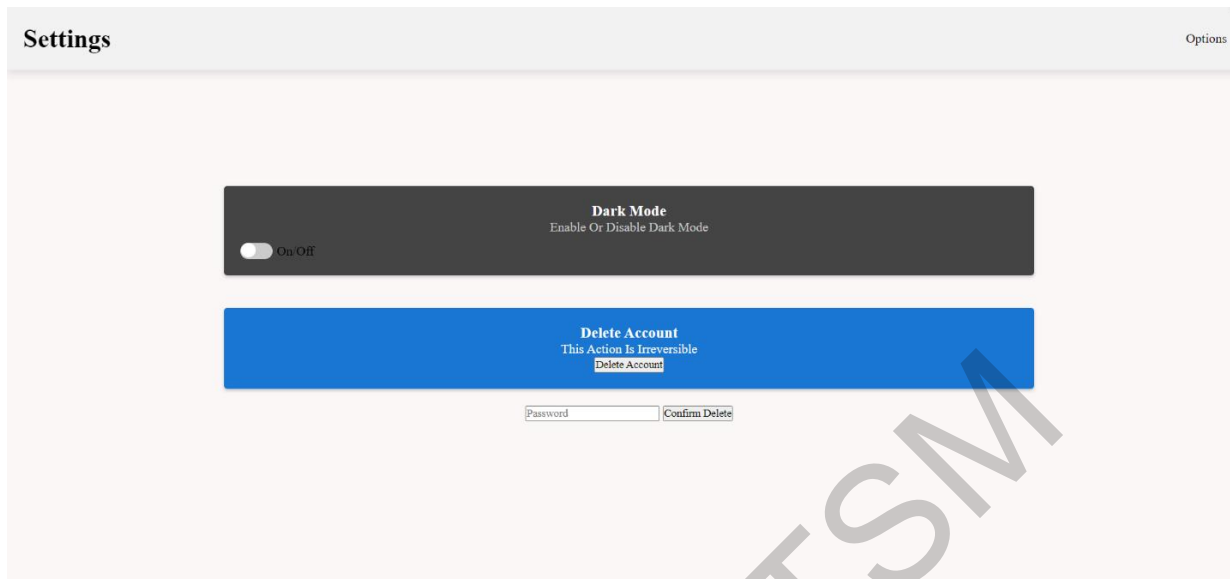 Settings
Options
Dark Mode
Enable Or Disable Dark Mode
On/Off
Delete Account
This Action Is Irreversible
Delete Account
Password
Confirm Delete
TSM